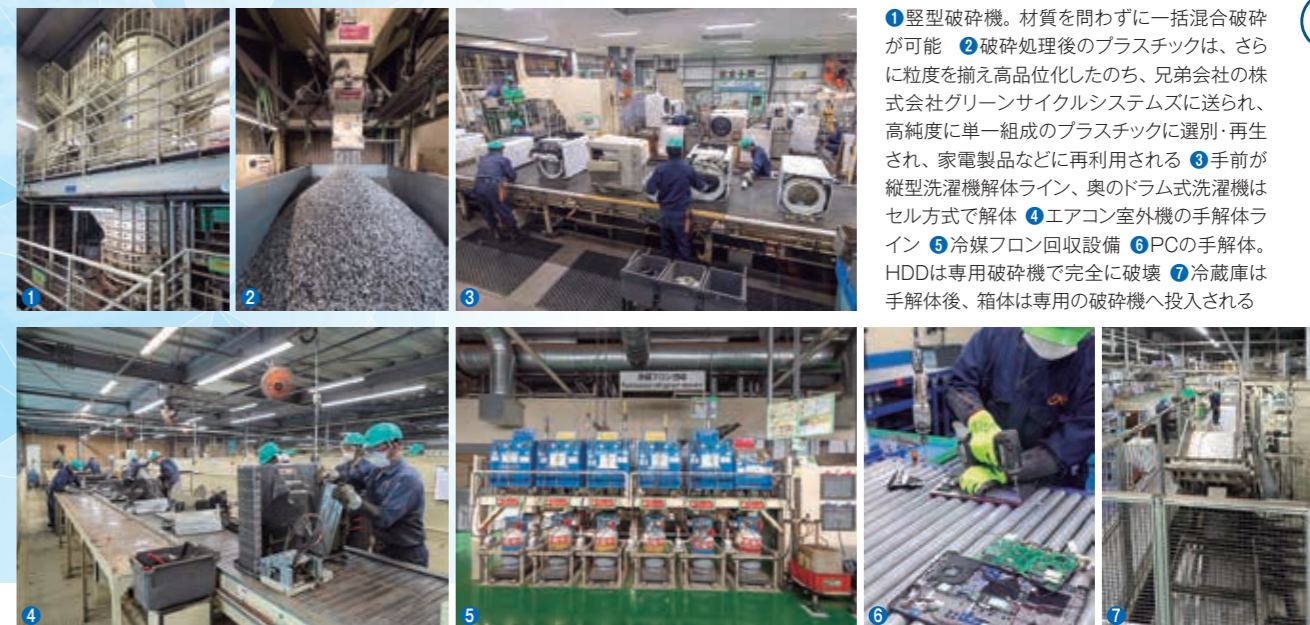 ❶竪型破砕機。材質を問わずに一括混合破砕
が可能 ❷破砕処理後のプラスチックは、さら
に粒度を揃え高品位化したのち、兄弟会社の株
式会社グリーンサイクルシステムズに送られ、
高純度に単一組成のプラスチックに選別・再生
され、家電製品などに再利用される ❸手前が
縦型洗濯機解体ライン、奥のドラム式洗濯機は
セル方式で解体 ❹エアコン室外機の手解体ラ
イン ❺冷媒フロン回収設備 ❻PCの手解体。
HDDは専用破砕機で完全に破壊 ❼冷蔵庫は
手解体後、箱体は専用の破砕機へ投入される
❶
❷
❸
❹
❺
❻
❼